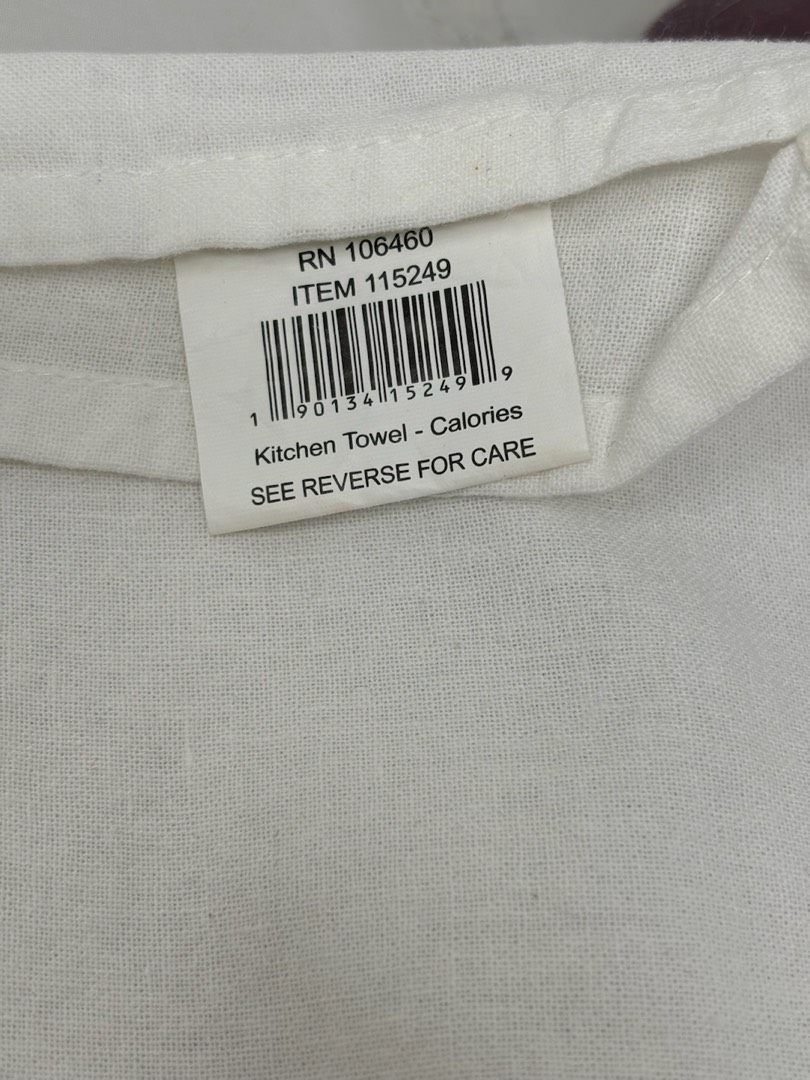 RN 106460
ITEM 115249
1 90134 15249 9
Kitchen Towel - Calories
SEE REVERSE FOR CARE